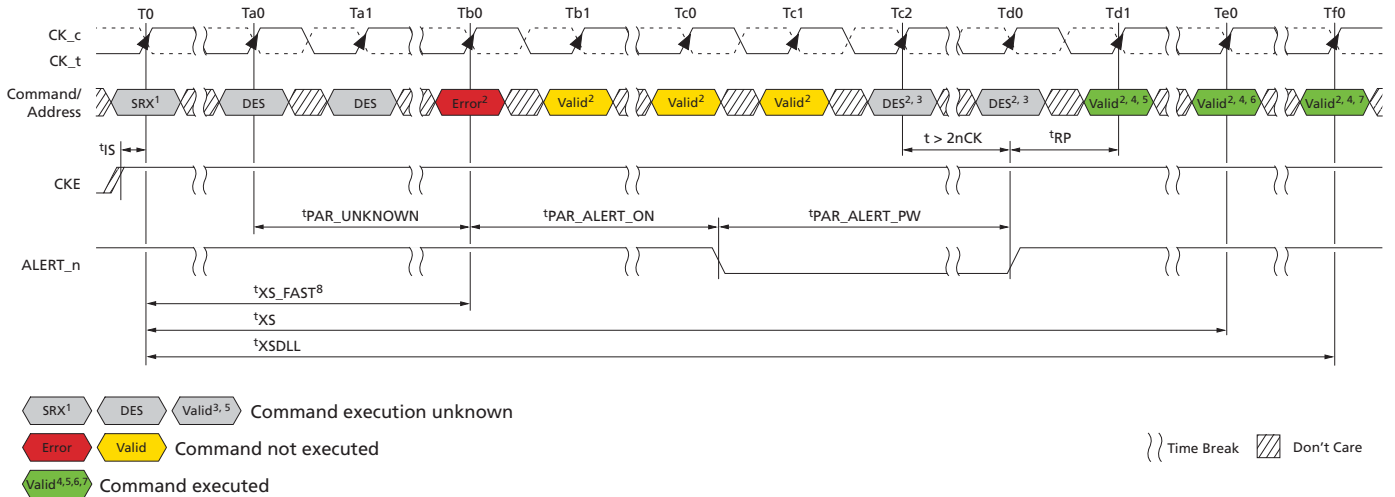 T0 Ta0 Ta1 Tb0 Tb1 Tc0 Tc1 Tc2 Td0 Td1 Te0 Tf0
CK_c
CK_t
Command/
Address
SRX¹ DES DES Error² Valid² Valid² Valid² DES²,³ DES²,³ Valid²,⁴,⁵ Valid²,⁴,⁶ Valid²,⁴,⁷
t > 2nCK ᵗRP
ᵗIS
CKE
ᵗPAR_UNKNOWN ᵗPAR_ALERT_ON ᵗPAR_ALERT_PW
ALERT_n
ᵗXS_FAST⁸
ᵗXS
ᵗXSDLL
SRX¹ DES Valid³,⁵ Command execution unknown
Error Valid Command not executed
Time Break Don't Care
Valid⁴,⁵,⁶,⁷ Command executed